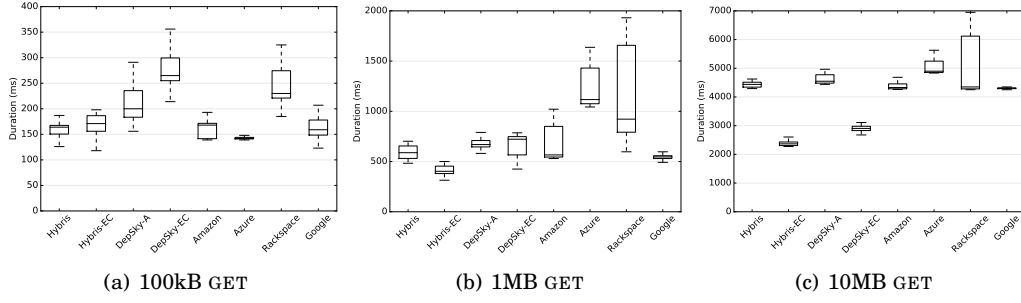 400
350
300
250
200
150
100
50
0
Duration (ms)
Hybris
Hybris-EC
DepSky-A
DepSky-EC
Amazon
Azure
Rackspace
Google
(a) 100kB GET
2000
1500
1000
500
0
Duration (ms)
Hybris
Hybris-EC
DepSky-A
DepSky-EC
Amazon
Azure
Rackspace
Google
(b) 1MB GET
7000
6000
5000
4000
3000
2000
1000
0
Duration (ms)
Hybris
Hybris-EC
DepSky-A
DepSky-EC
Amazon
Azure
Rackspace
Google
(c) 10MB GET